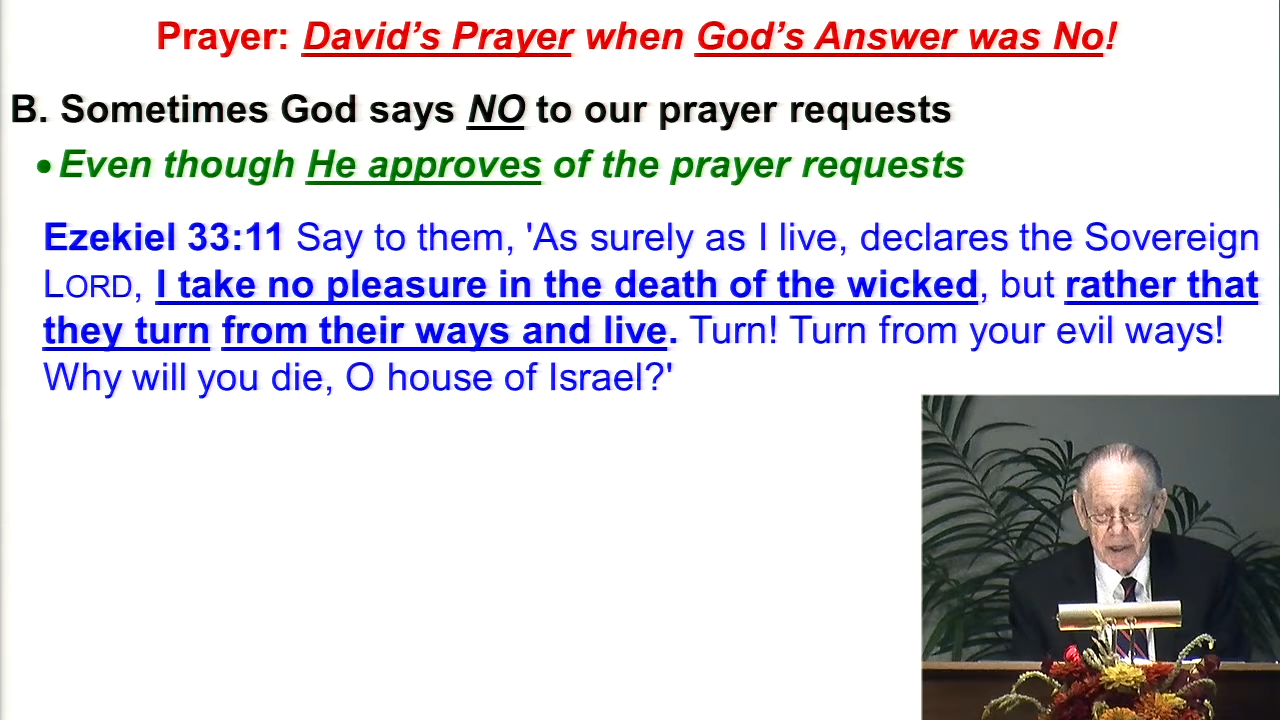 Prayer: David’s Prayer when God’s Answer was No!
B. Sometimes God says NO to our prayer requests
• Even though He approves of the prayer requests
Ezekiel 33:11 Say to them, 'As surely as I live, declares the Sovereign
LORD, I take no pleasure in the death of the wicked, but rather that
they turn from their ways and live. Turn! Turn from your evil ways!
Why will you die, O house of Israel?'